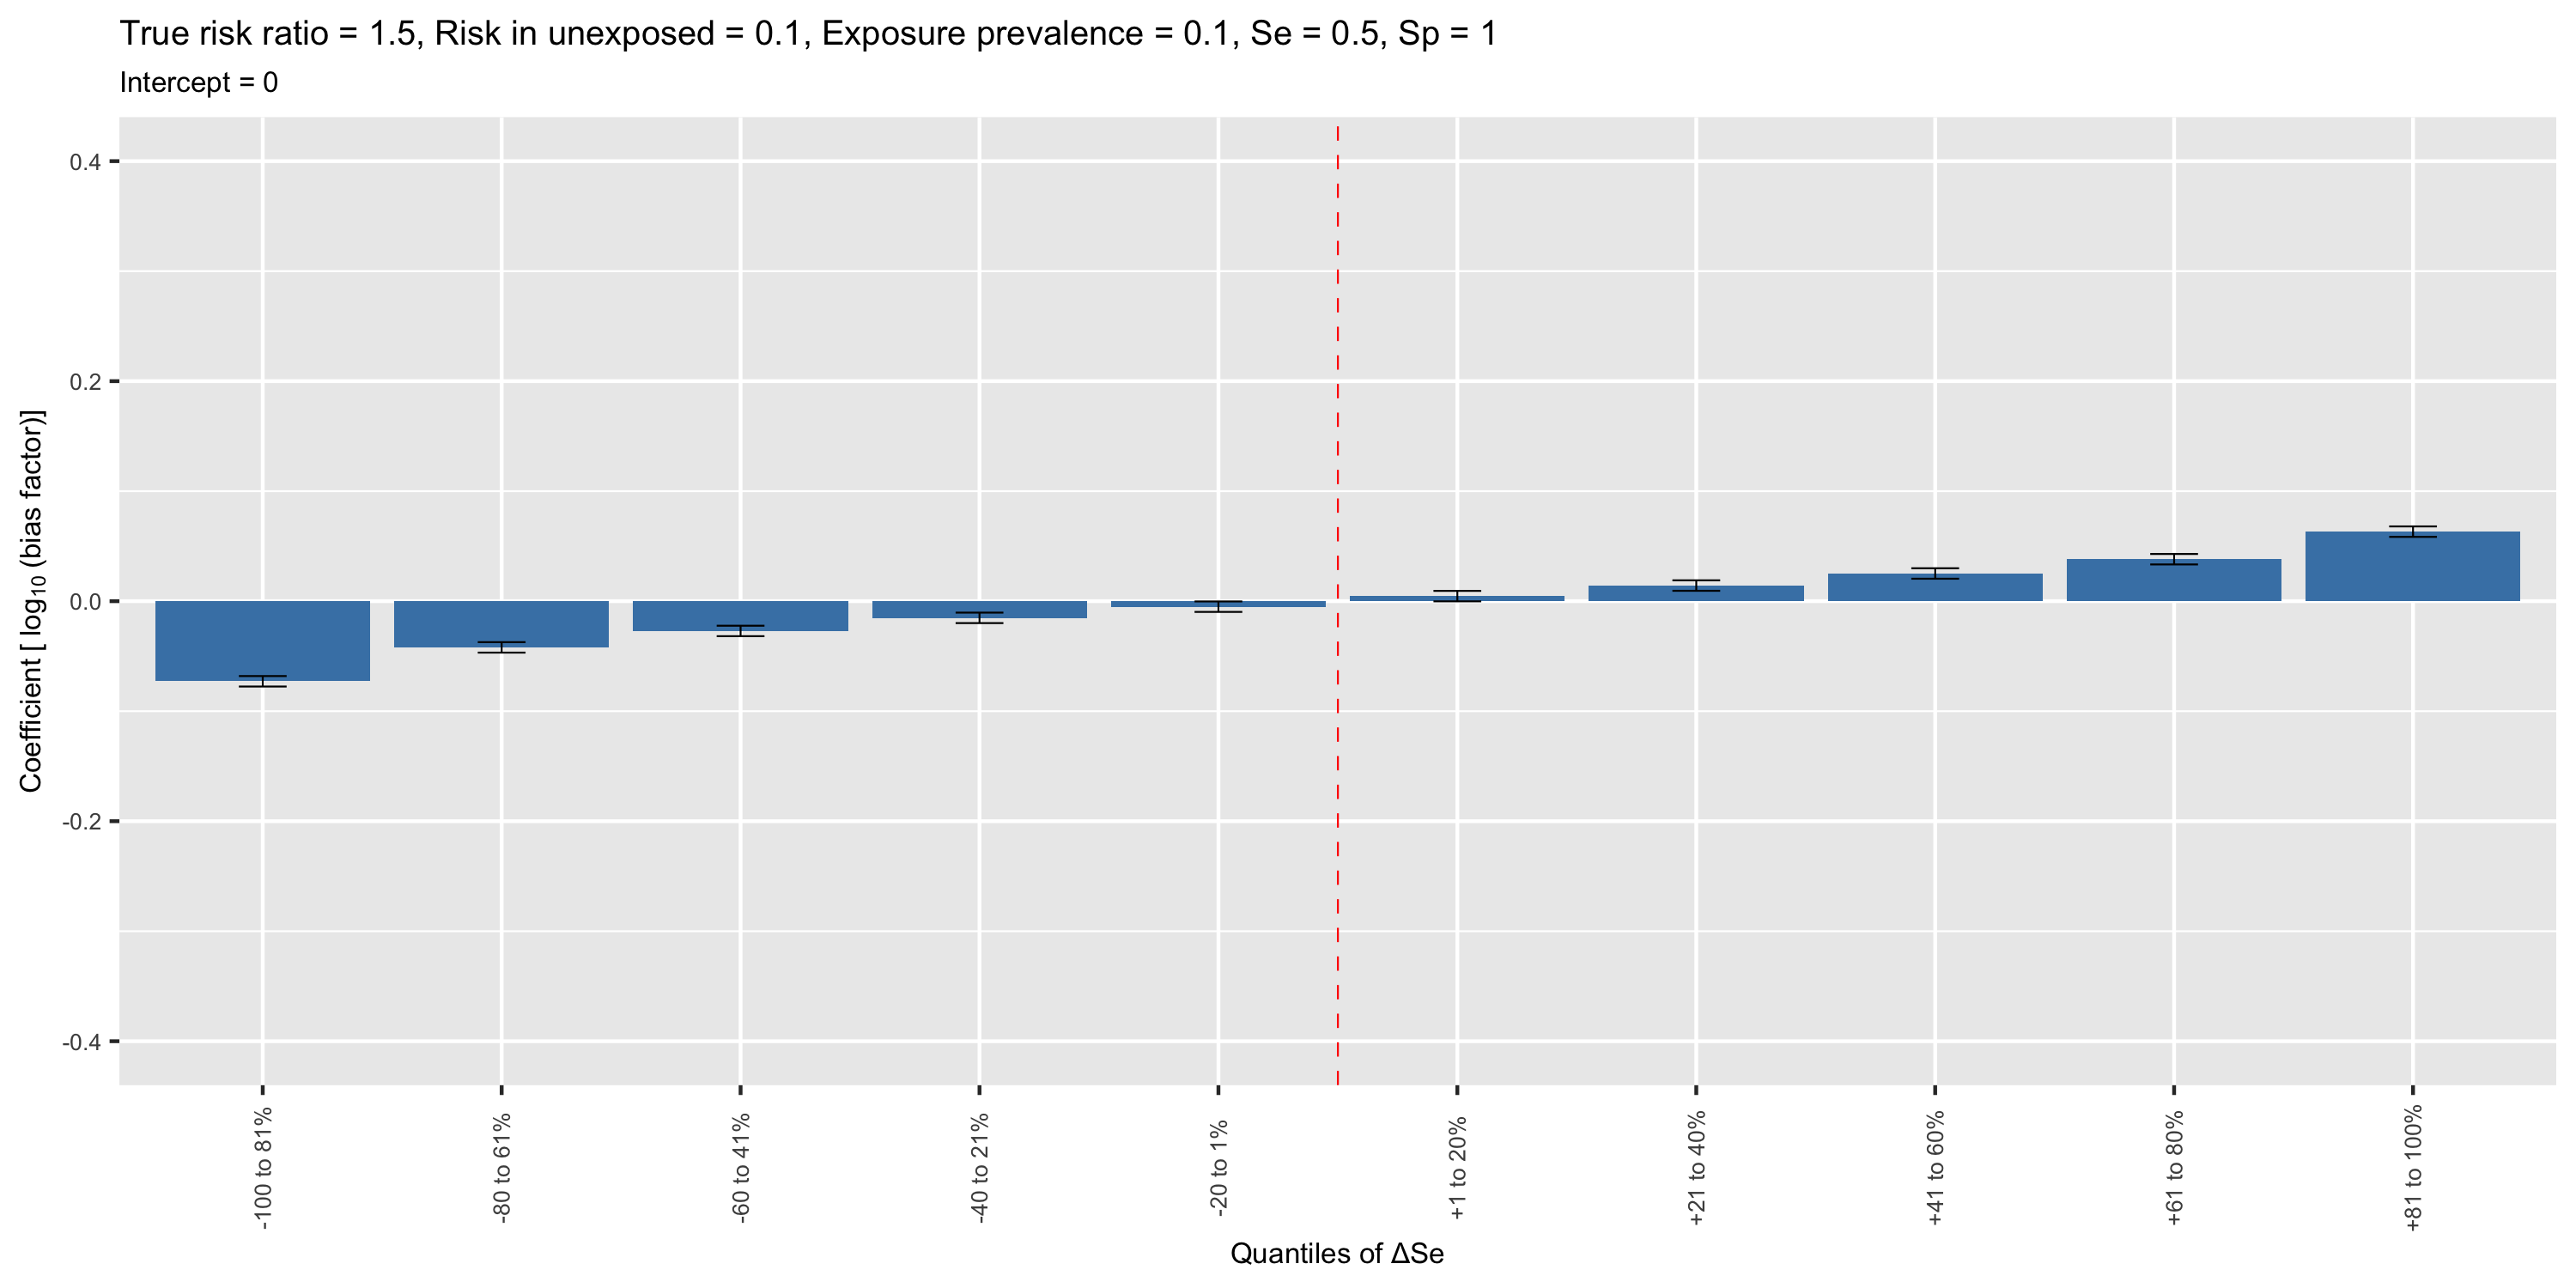 True risk ratio = 1.5, Risk in unexposed = 0.1, Exposure prevalence = 0.1, Se = 0.5, Sp = 1
Intercept = 0
Coefficient [ log10 (bias factor)]
0.4
0.2
0.0
-0.2
-0.4
-100 to 81%
-80 to 61%
-60 to 41%
-40 to 21%
-20 to 1%
+1 to 20%
+21 to 40%
+41 to 60%
+61 to 80%
+81 to 100%
Quantiles of ΔSe